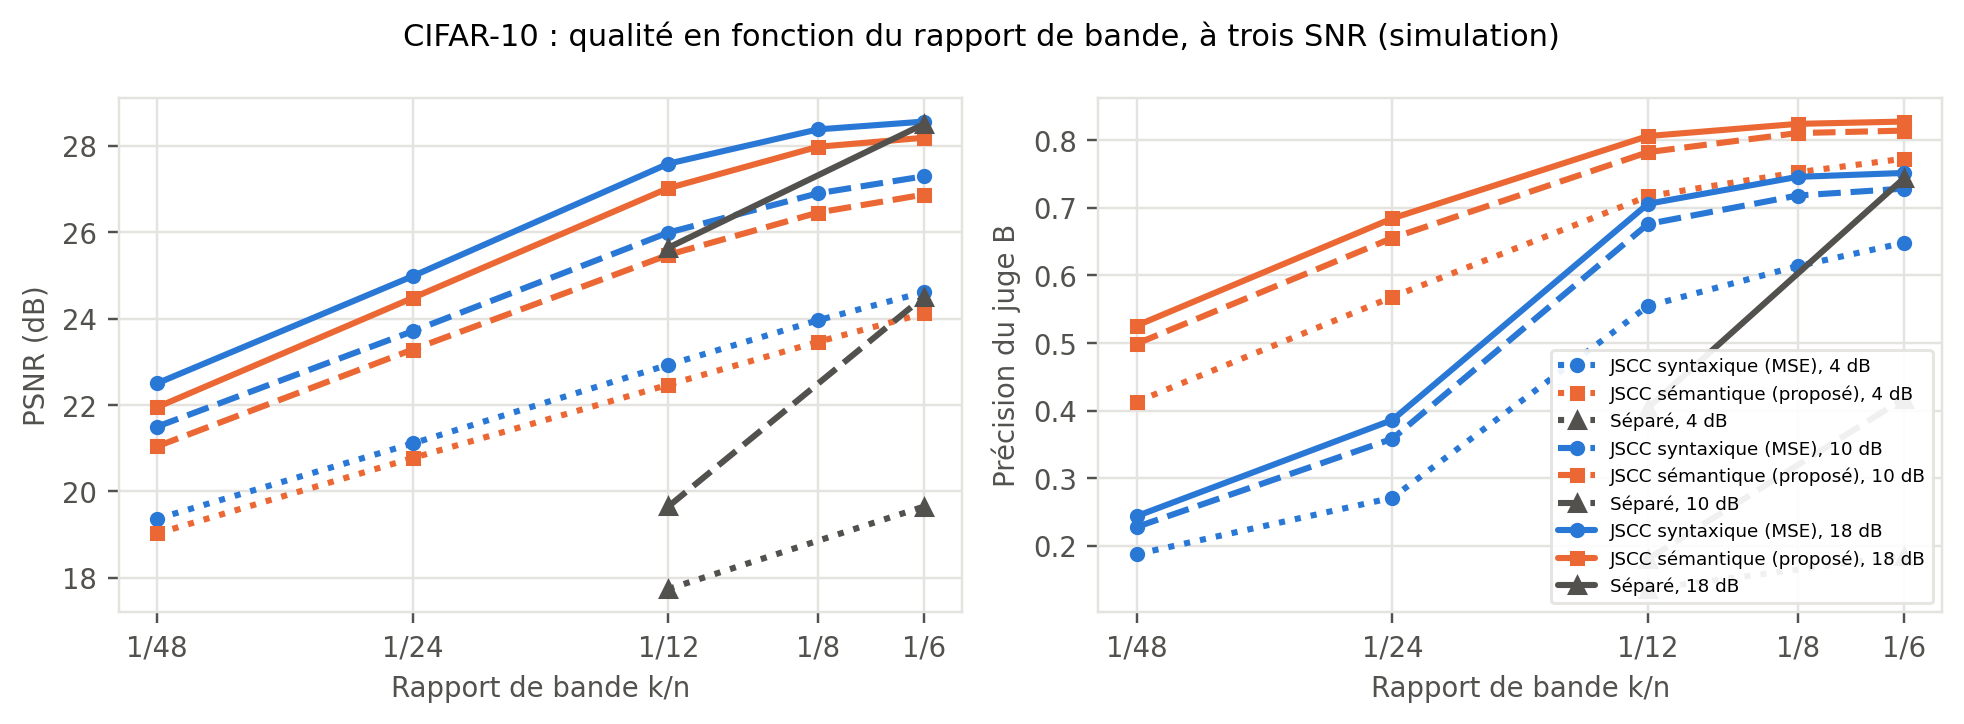 CIFAR-10 : qualité en fonction du rapport de bande, à trois SNR (simulation)
PSNR (dB)
28
26
24
22
20
18
1/48
1/24
1/12
1/8
1/6
Rapport de bande k/n
Précision du juge B
0.8
0.7
0.6
0.5
0.4
0.3
0.2
JSCC syntaxique (MSE), 4 dB
JSCC sémantique (proposé), 4 dB
Séparé, 4 dB
JSCC syntaxique (MSE), 10 dB
JSCC sémantique (proposé), 10 dB
Séparé, 10 dB
JSCC syntaxique (MSE), 18 dB
JSCC sémantique (proposé), 18 dB
Séparé, 18 dB
1/48
1/24
1/12
1/8
1/6
Rapport de bande k/n